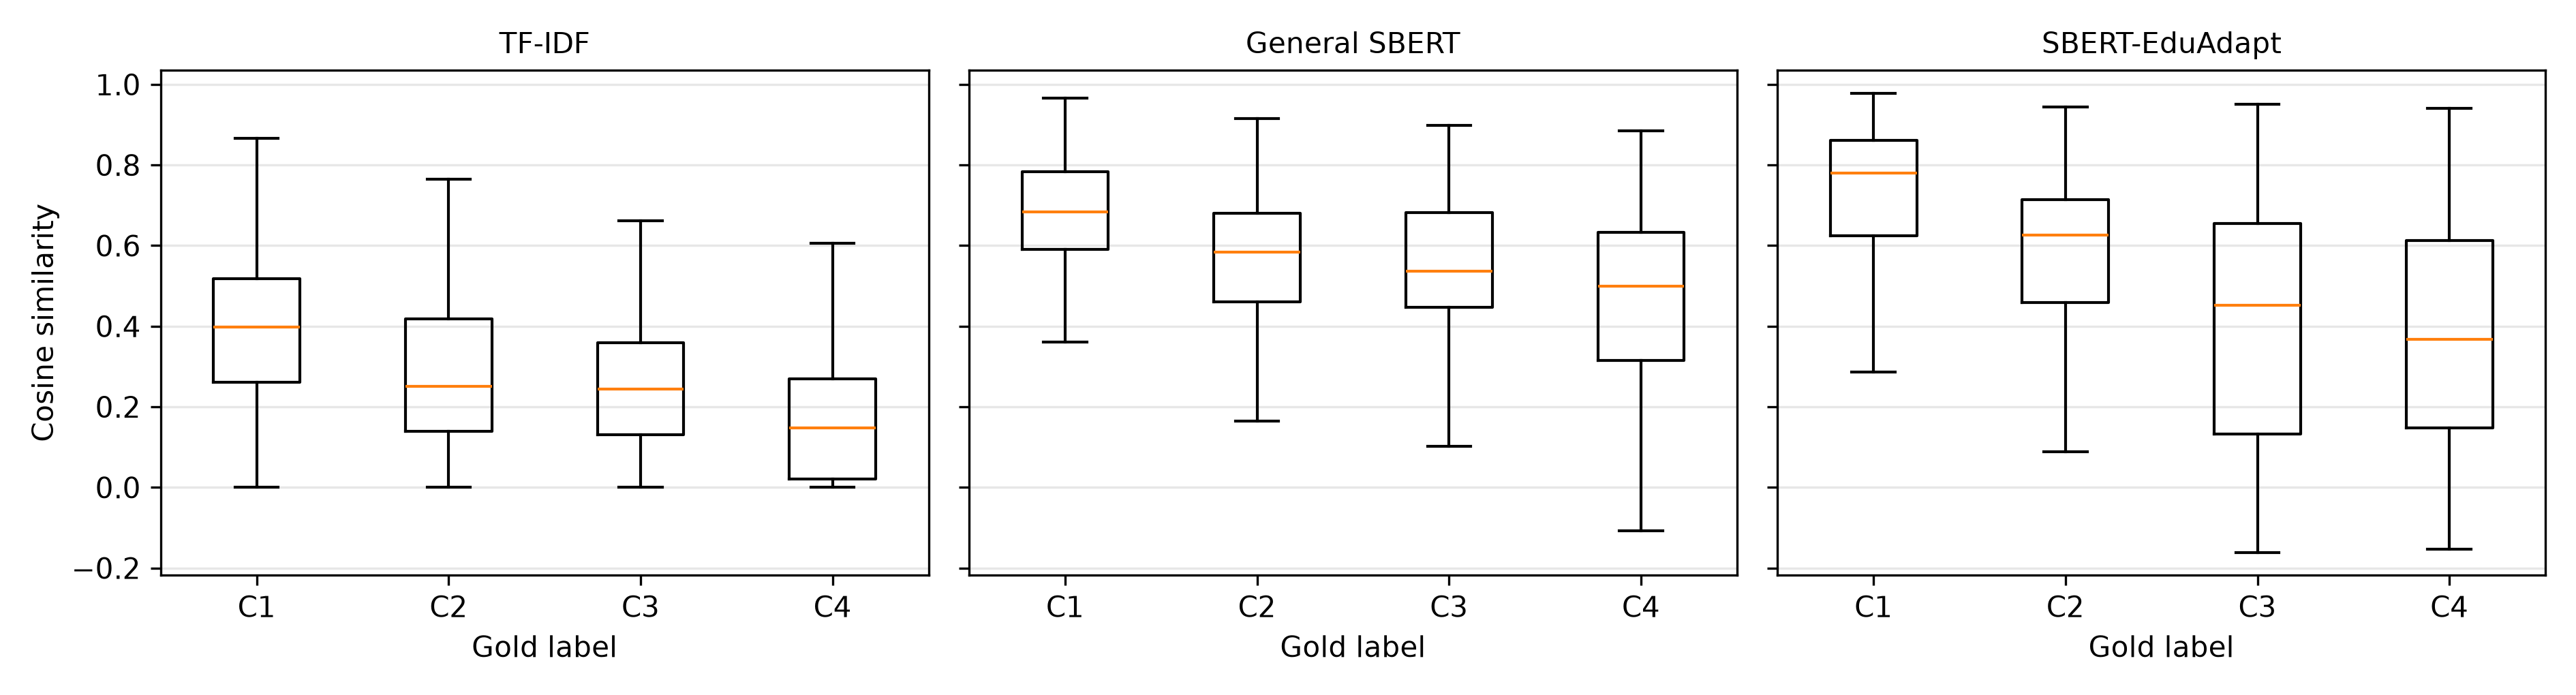 TF-IDF
General SBERT
SBERT-EduAdapt
Cosine similarity
1.0
0.8
0.6
0.4
0.2
0.0
−0.2
C1 C2 C3 C4
C1 C2 C3 C4
C1 C2 C3 C4
Gold label
Gold label
Gold label